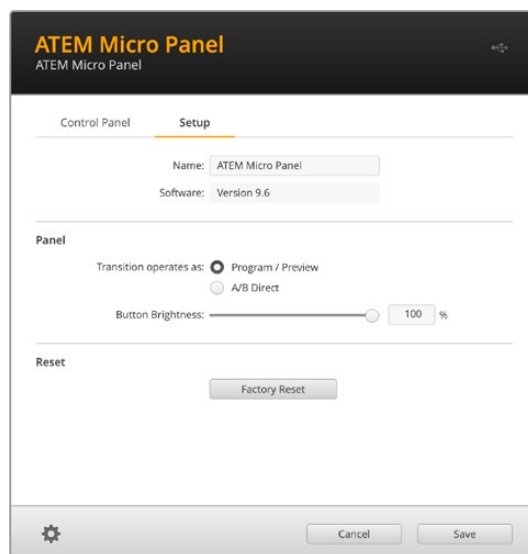 ATEM Micro Panel
ATEM Micro Panel
Control Panel Setup
Name: ATEM Micro Panel
Software: Version 9.6
Panel
Transition operates as: Program / Preview
A/B Direct
Button Brightness: 100 %
Reset
Factory Reset
Cancel Save